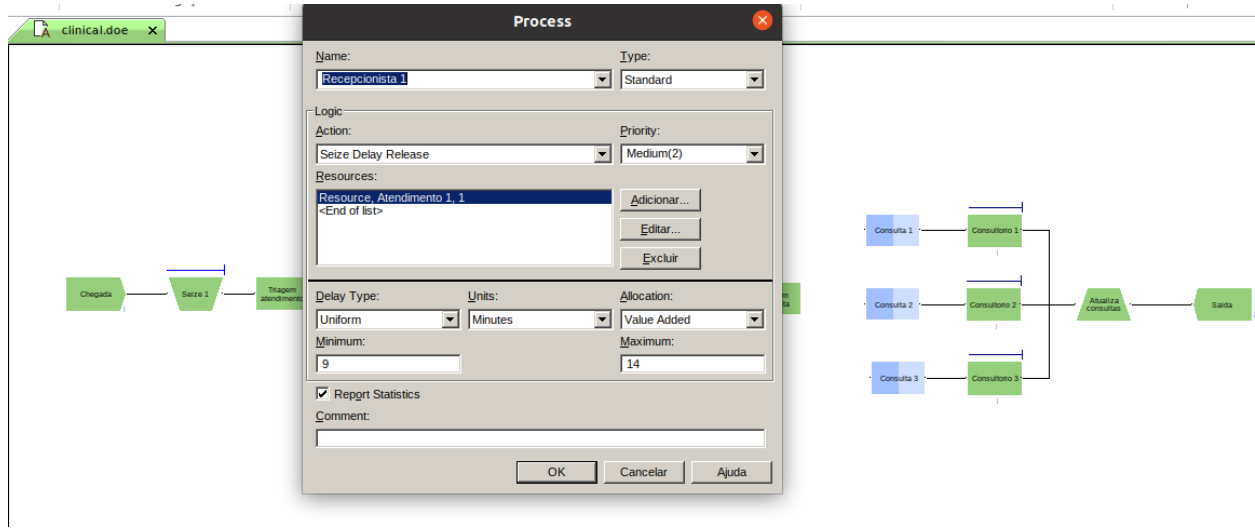 clinical.doe
Process
Name:
Type:
Recepcionista 1
Standard
Logic
Action:
Priority:
Seize Delay Release
Medium(2)
Resources:
Resource, Atendimento 1, 1
<End of list>
Adicionar...
Editar...
Excluir
Delay Type:
Units:
Allocation:
Uniform
Minutes
Value Added
Minimum:
Maximum:
9
14
Report Statistics
Comment:
OK
Cancelar
Ajuda
Chegada
Seize 1
Triagem
atendimento
Consulta 1
Consultorio 1
Consulta 2
Consultorio 2
Consulta 3
Consultorio 3
Atualiza
consultas
Saida